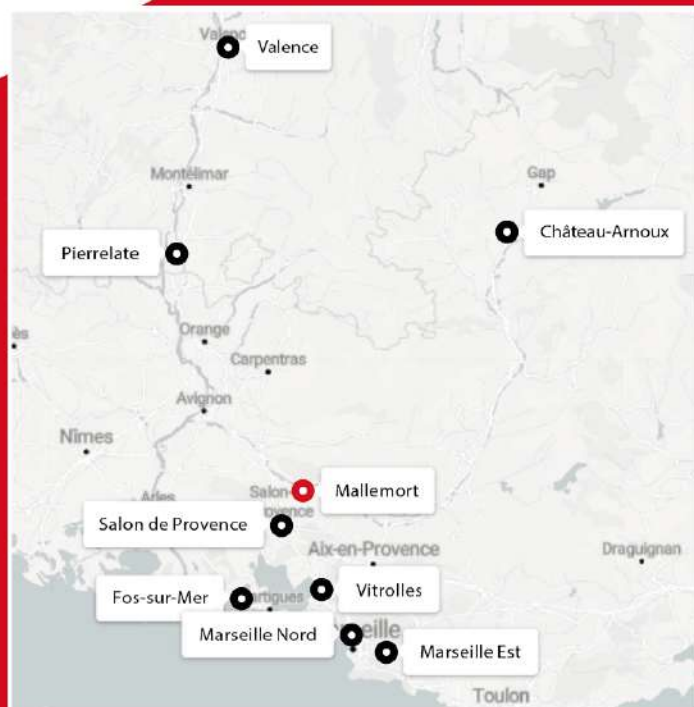 Valence
Montélimar
Gap
Château-Arnoux
Pierrelate
Orange
Carpentras
Avignon
Nîmes
Mallemort
Arles
Salon de Provence
Aix-en-Provence
Draguignan
Fos-sur-Mer
Vitrolles
Marseille Nord
Marseille Est
Toulon